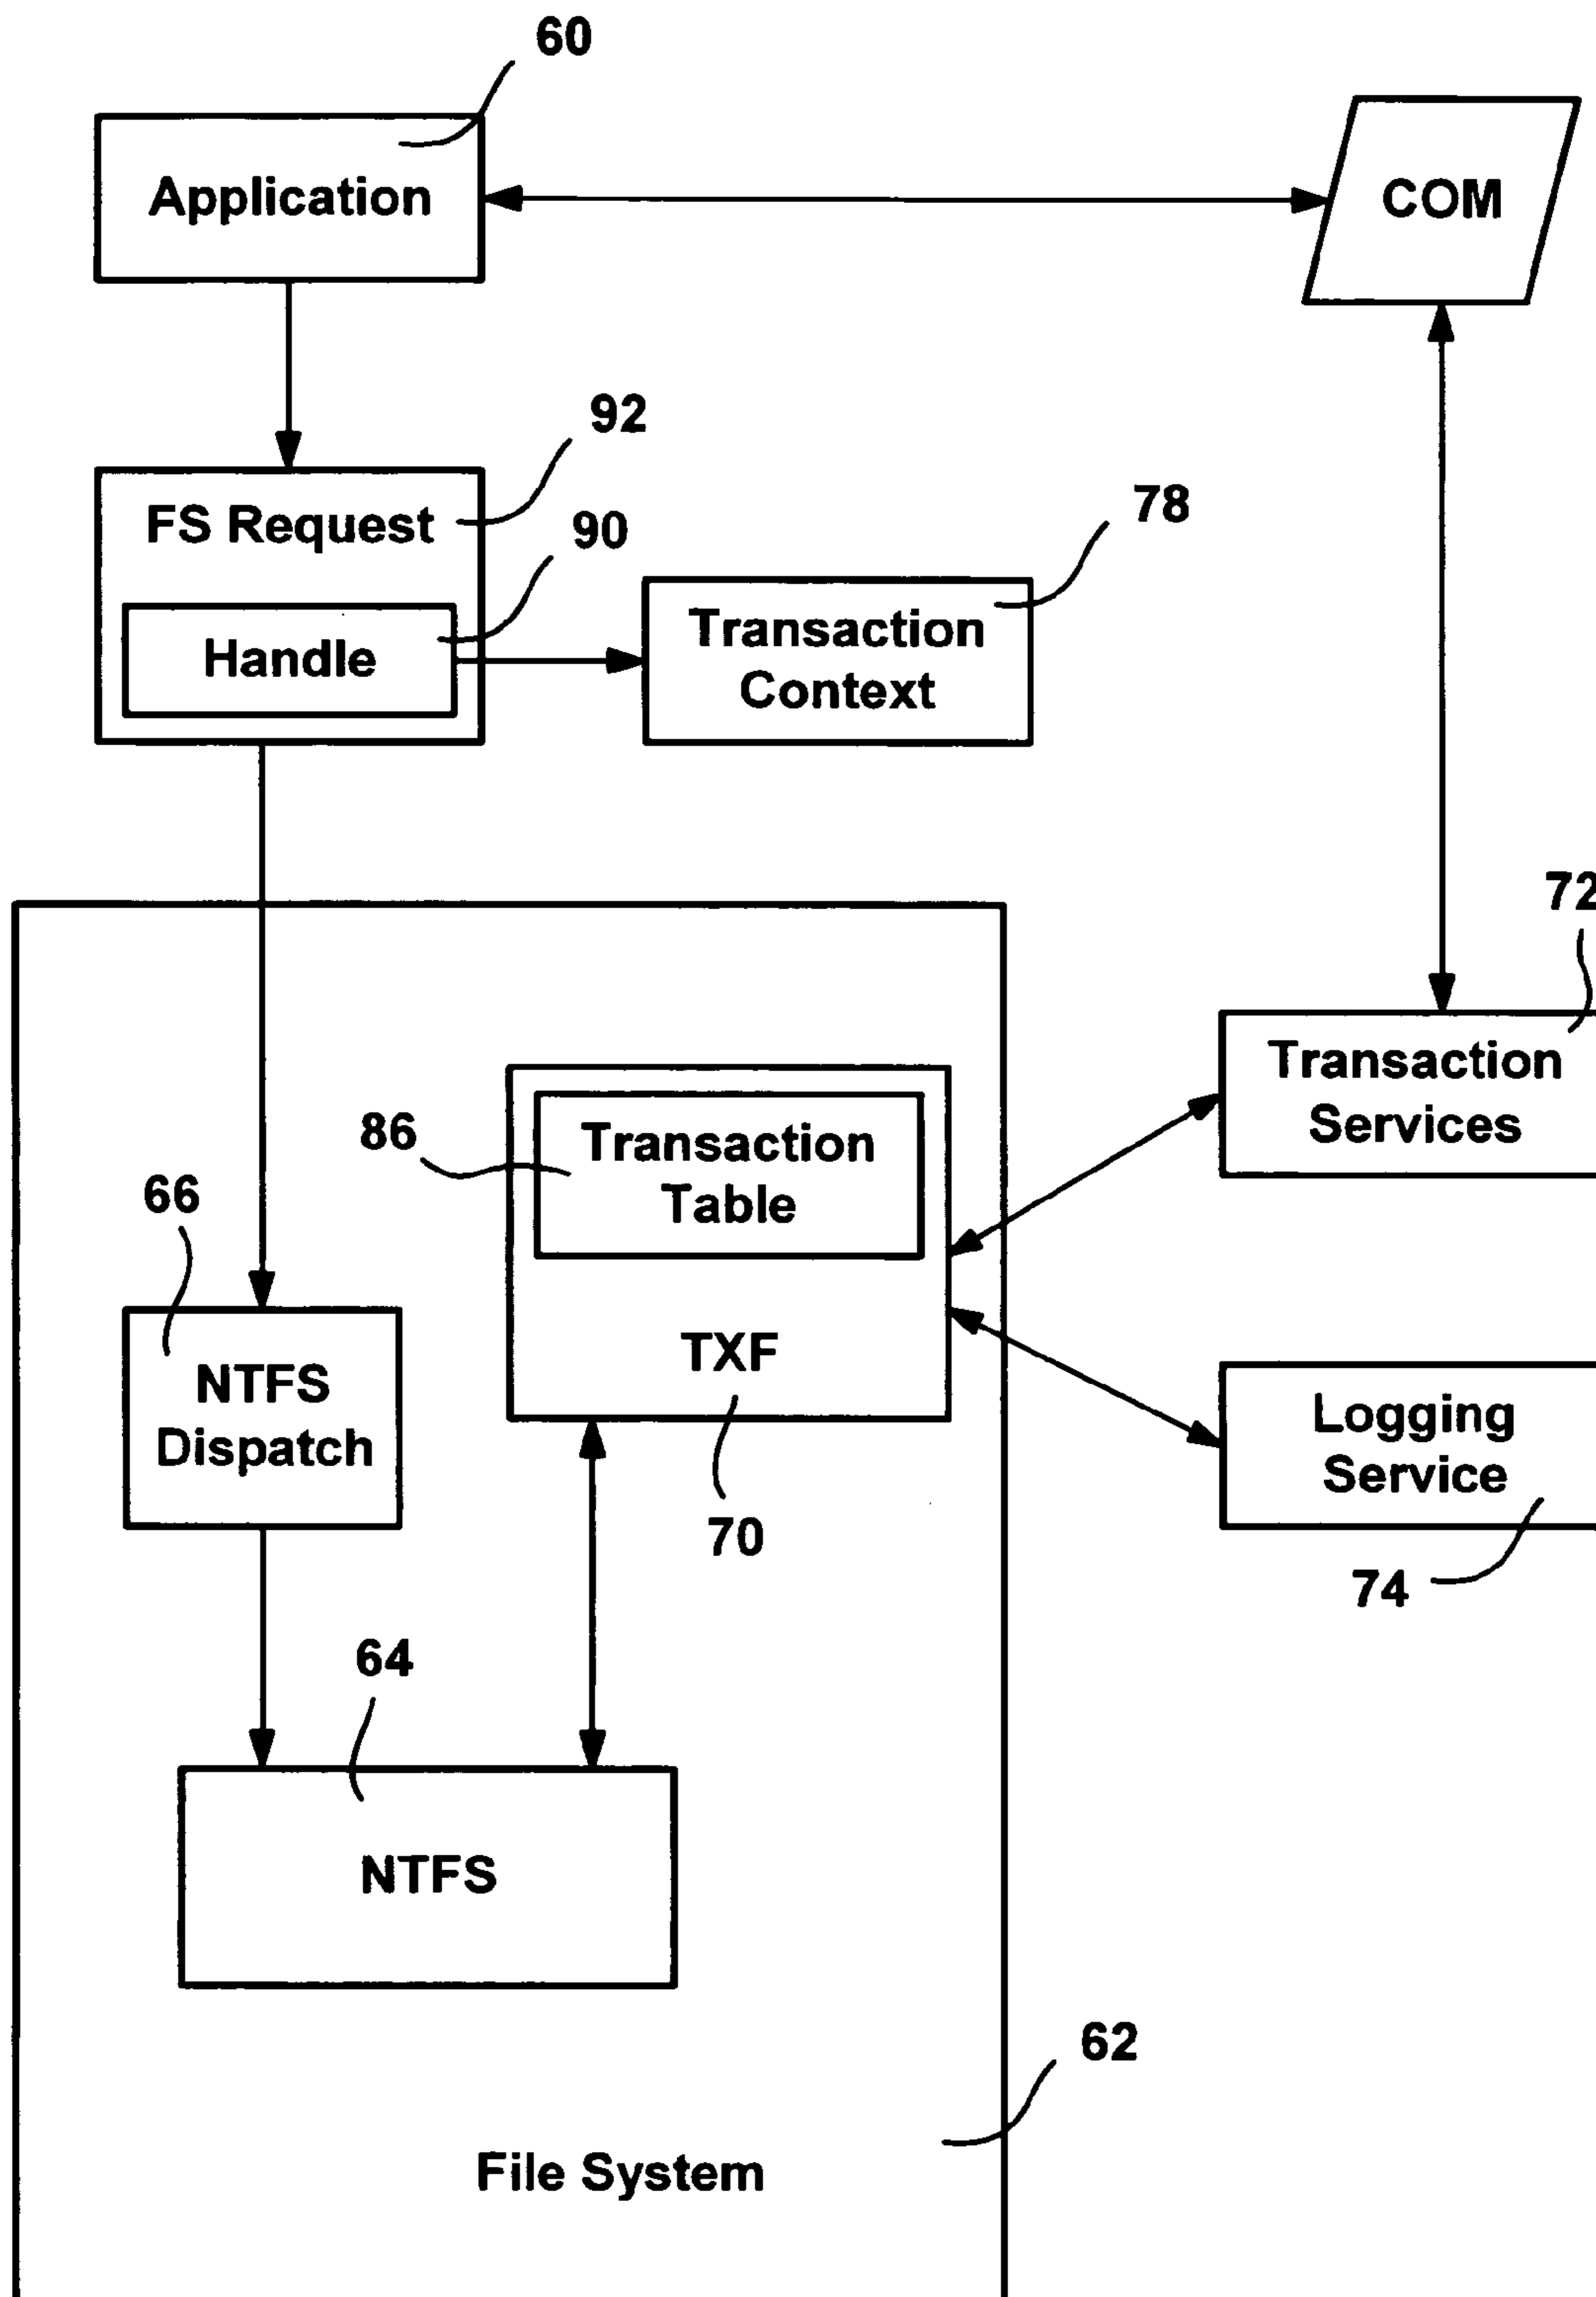 60
Application
COM
92
FS Request
90
Handle
78
Transaction
Context
72
Transaction
Services
86
Transaction
Table
66
NTFS
Dispatch
TXF
70
Logging
Service
74
64
NTFS
62
File System